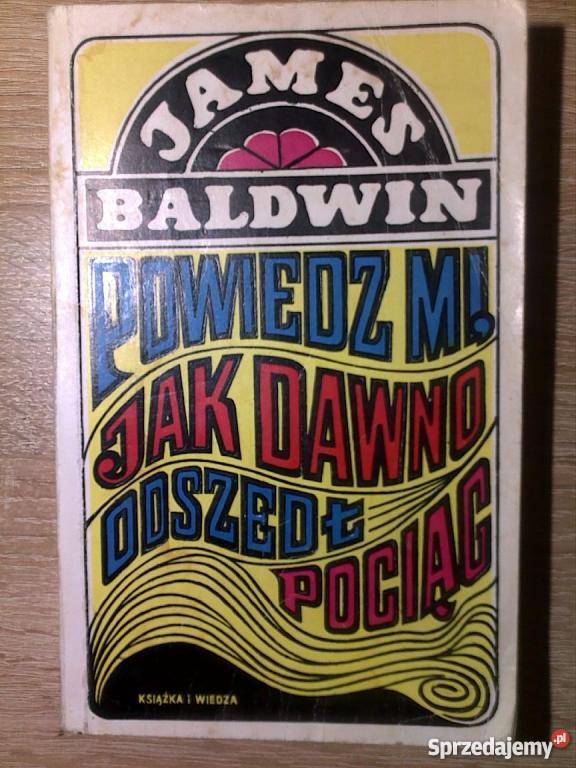 JAMES
BALDWIN
POWIEDZ MI,
JAK DAWNO
ODSZEDŁ
POCIĄG
KSIĄŻKA I WIEDZA
Sprzedajemy.pl